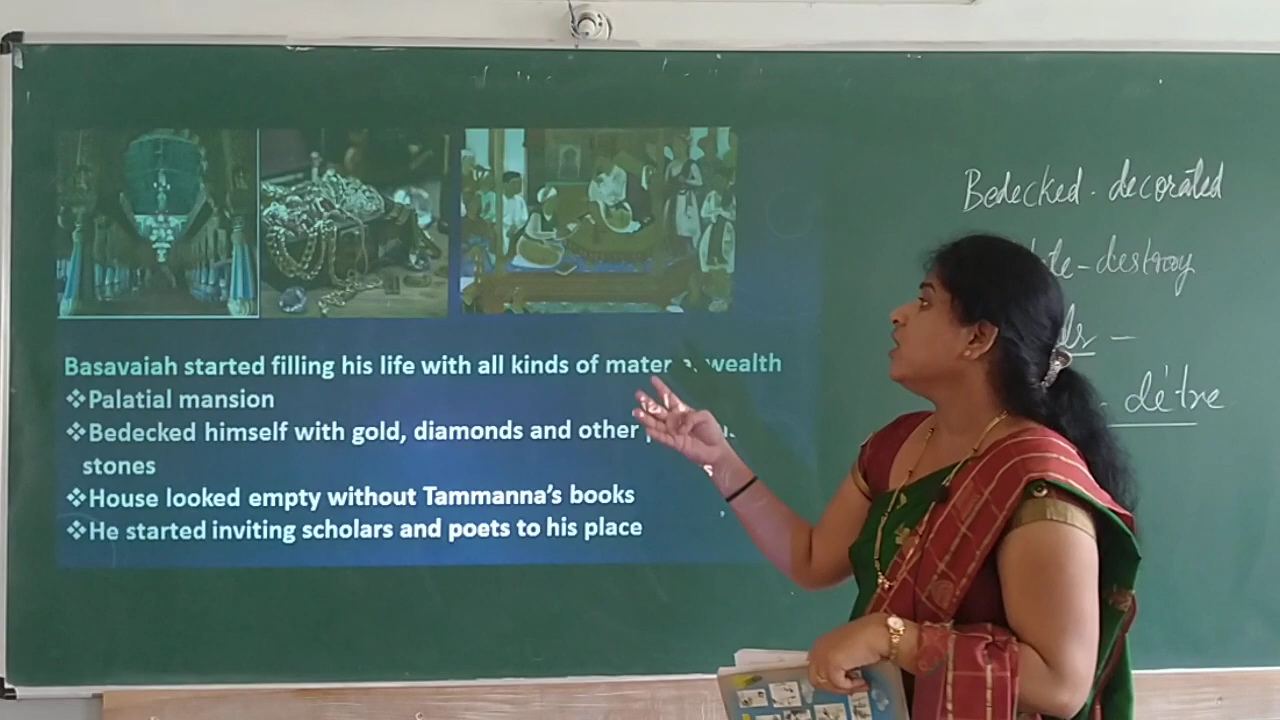 Basavaiah started filling his life with all kinds of wealth
❖Palatial mansion
❖Bedecked himself with gold, diamonds and other
stones
❖House looked empty without Tammanna's books
❖He started inviting scholars and poets to his place
Bedecked - decorated
-destroy
d'être